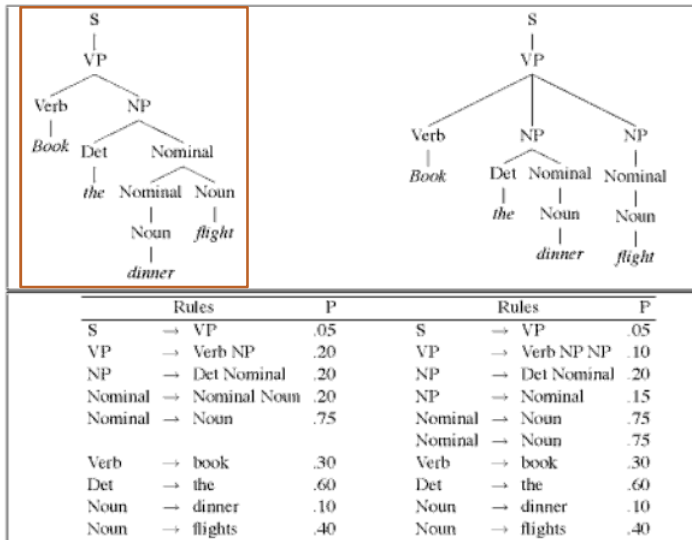 S
VP
Verb NP
Book Det Nominal
the Nominal Noun
Noun flight
dinner
S
VP
Verb NP NP
Book Det Nominal Nominal
the Noun Noun
dinner flight
Rules P Rules P
S → VP .05 S → VP .05
VP → Verb NP .20 VP → Verb NP NP .10
NP → Det Nominal .20 NP → Det Nominal .20
Nominal → Nominal Noun .20 NP → Nominal .15
Nominal → Noun .75 Nominal → Noun .75
Nominal → Noun .75
Verb → book .30 Verb → book .30
Det → the .60 Det → the .60
Noun → dinner .10 Noun → dinner .10
Noun → flights .40 Noun → flights .40